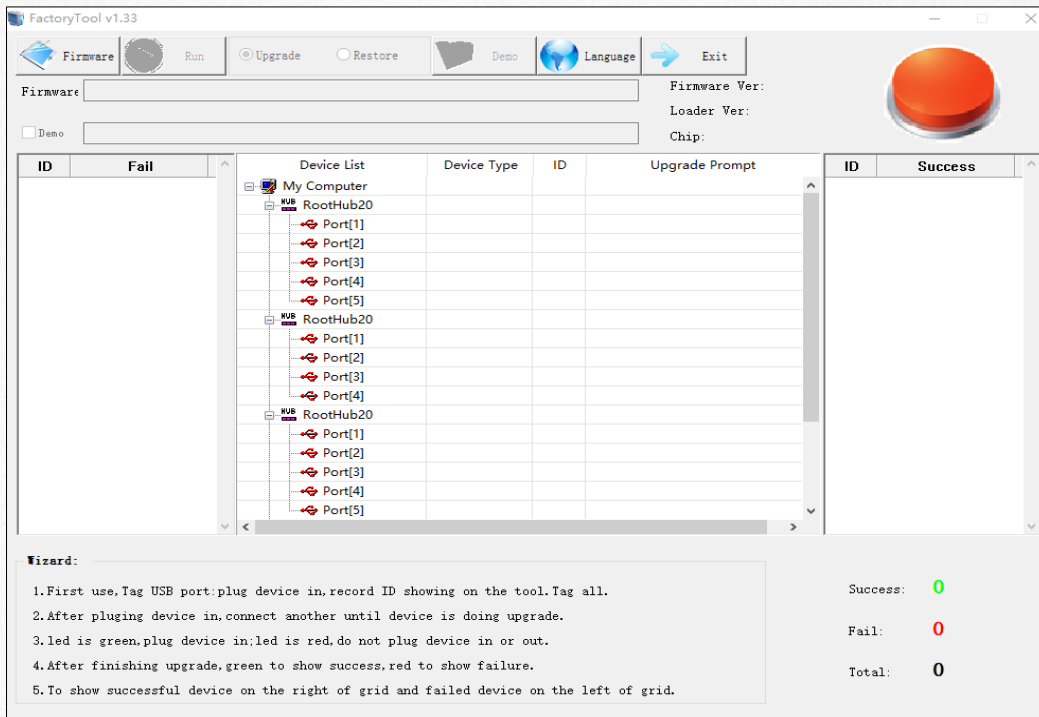 FactoryTool v1.33
Firmware Run Upgrade Restore Demo Language Exit
Firmware
Firmware Ver:
Loader Ver:
Demo
Chip:
ID Fail
Device List Device Type ID Upgrade Prompt
ID Success
My Computer
HUB RootHub20
Port[1]
Port[2]
Port[3]
Port[4]
Port[5]
HUB RootHub20
Port[1]
Port[2]
Port[3]
Port[4]
HUB RootHub20
Port[1]
Port[2]
Port[3]
Port[4]
Port[5]
Wizard:
1.First use,Tag USB port:plug device in,record ID showing on the tool.Tag all.
2.After pluging device in,connect another until device is doing upgrade.
3.led is green,plug device in;led is red,do not plug device in or out.
4.After finishing upgrade,green to show success,red to show failure.
5.To show successful device on the right of grid and failed device on the left of grid.
Success: 0
Fail: 0
Total: 0